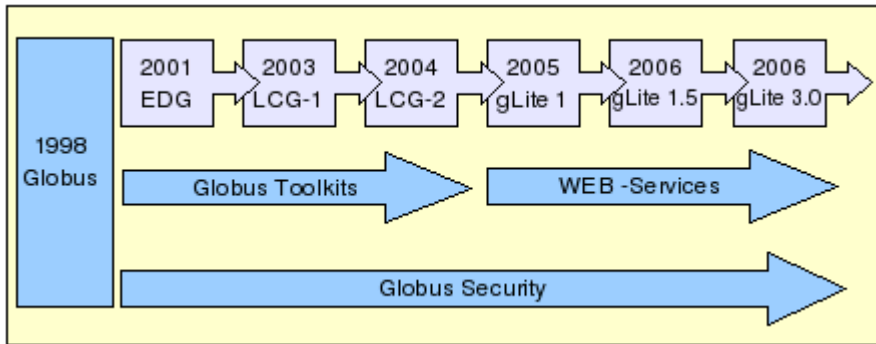 1998
Globus
2001
EDG
2003
LCG-1
2004
LCG-2
2005
gLite 1
2006
gLite 1.5
2006
gLite 3.0
Globus Toolkits
WEB -Services
Globus Security